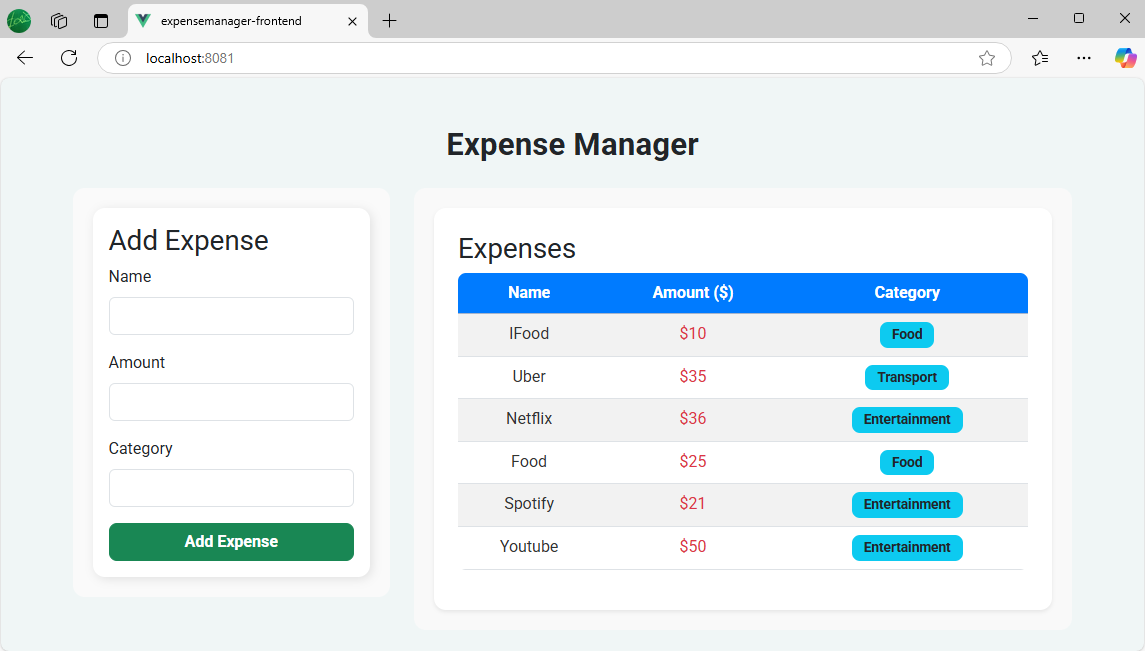 expensemanager-frontend
localhost:8081
Expense Manager
Add Expense
Name
Amount
Category
Add Expense
Expenses
Name Amount ($) Category
IFood $10 Food
Uber $35 Transport
Netflix $36 Entertainment
Food $25 Food
Spotify $21 Entertainment
Youtube $50 Entertainment